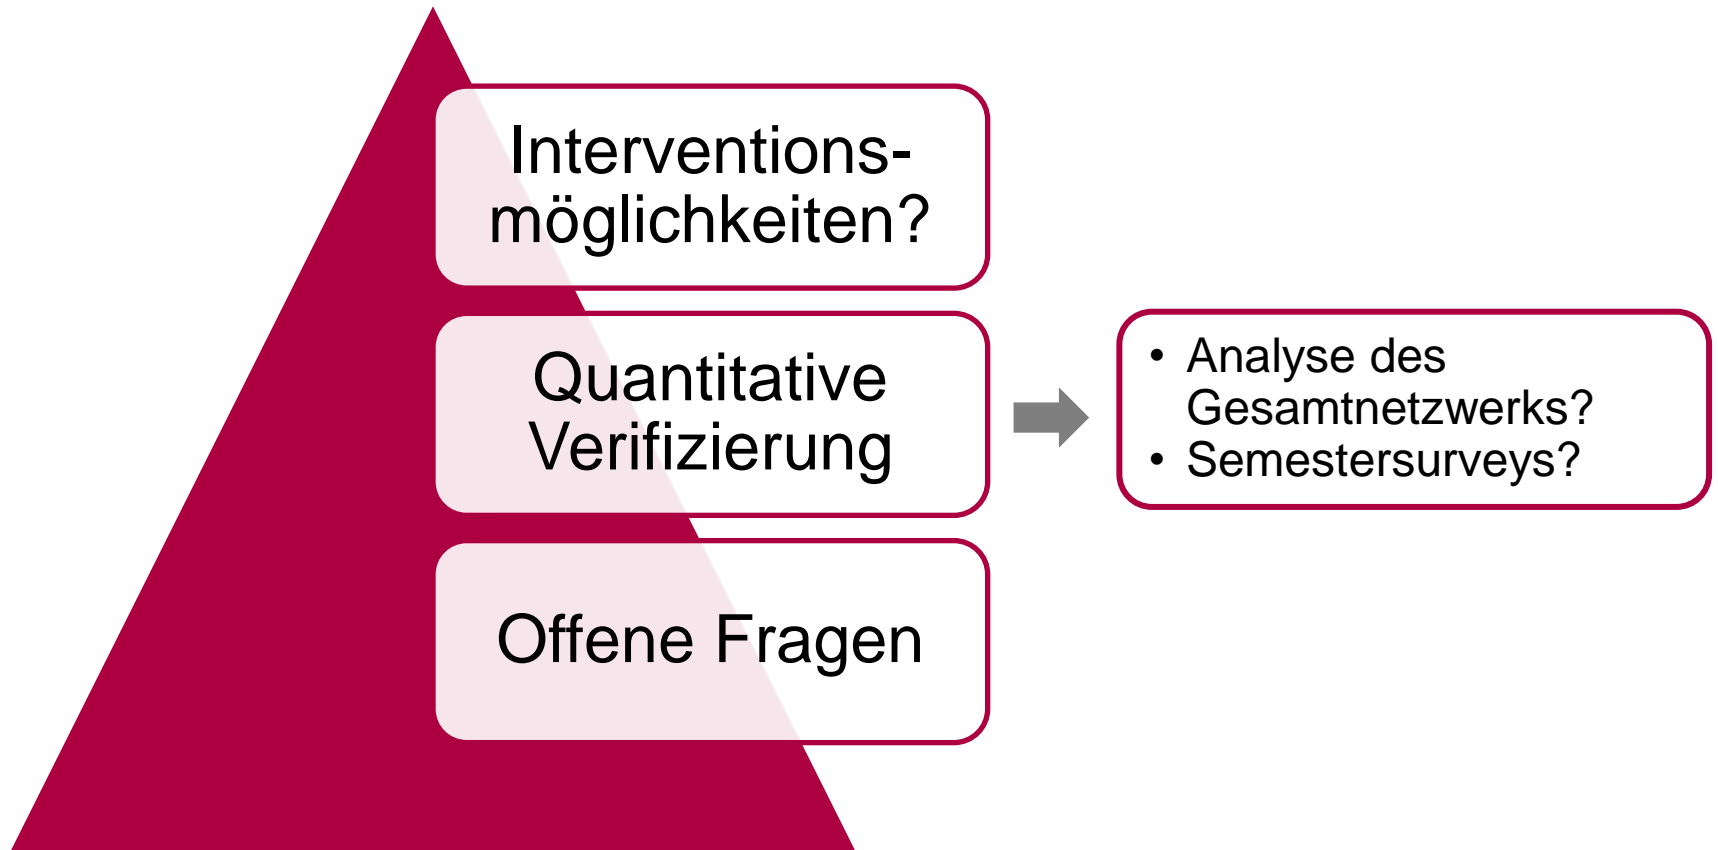 Interventions-
möglichkeiten?
Quantitative
Verifizierung
• Analyse des
Gesamtnetzwerks?
• Semestersurveys?
Offene Fragen